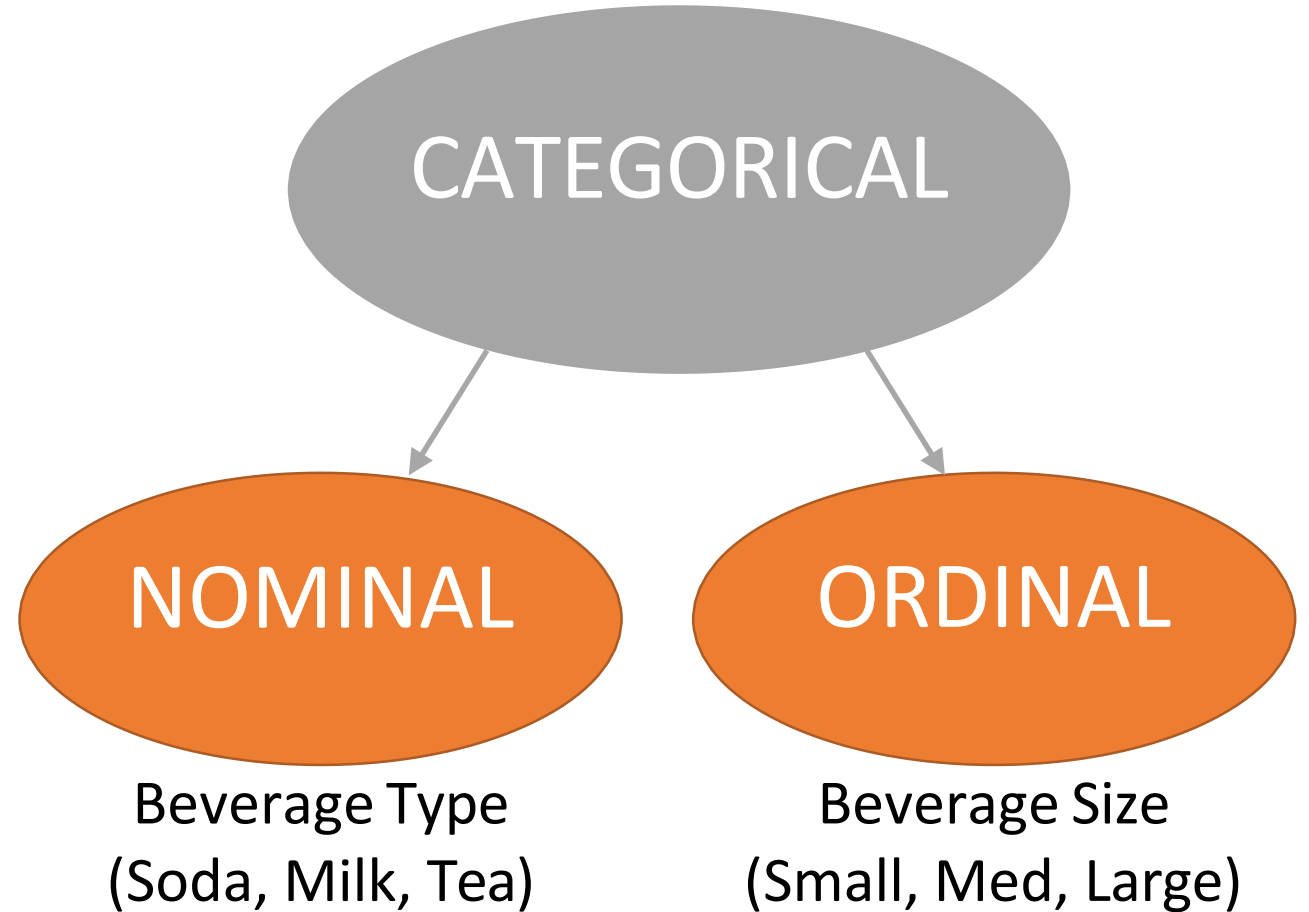 CATEGORICAL
NOMINAL
ORDINAL
Beverage Type
(Soda, Milk, Tea)
Beverage Size
(Small, Med, Large)